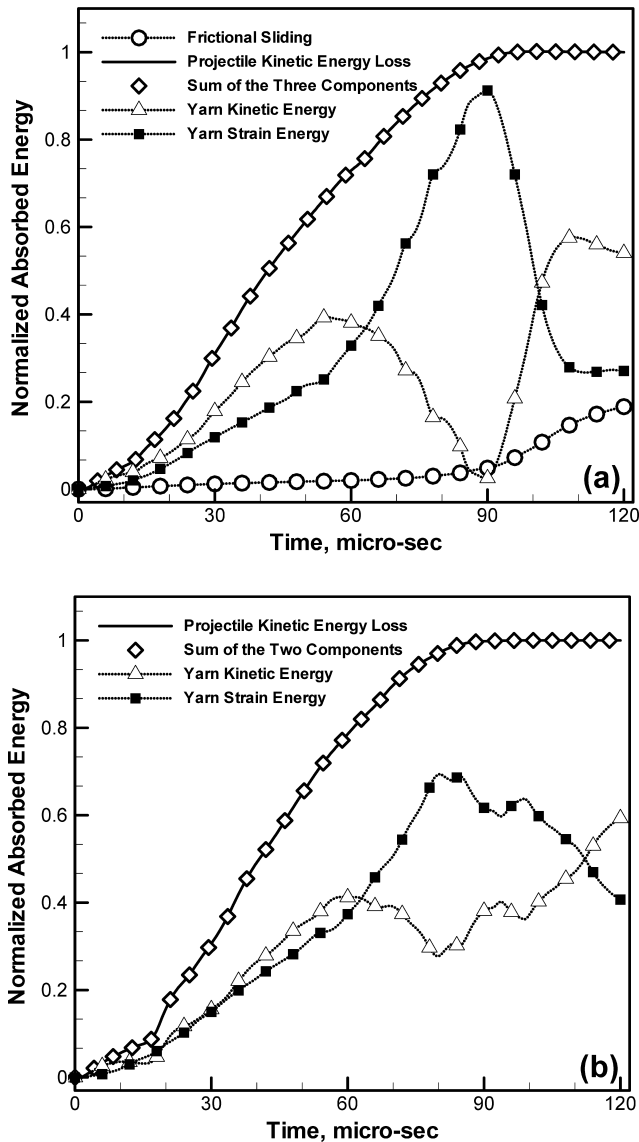 Frictional Sliding
Projectile Kinetic Energy Loss
Sum of the Three Components
Yarn Kinetic Energy
Yarn Strain Energy
Normalized Absorbed Energy
1
0.8
0.6
0.4
0.2
0
0 30 60 90 120
(a)
Time, micro-sec
Projectile Kinetic Energy Loss
Sum of the Two Components
Yarn Kinetic Energy
Yarn Strain Energy
Normalized Absorbed Energy
1
0.8
0.6
0.4
0.2
0
0 30 60 90 120
(b)
Time, micro-sec